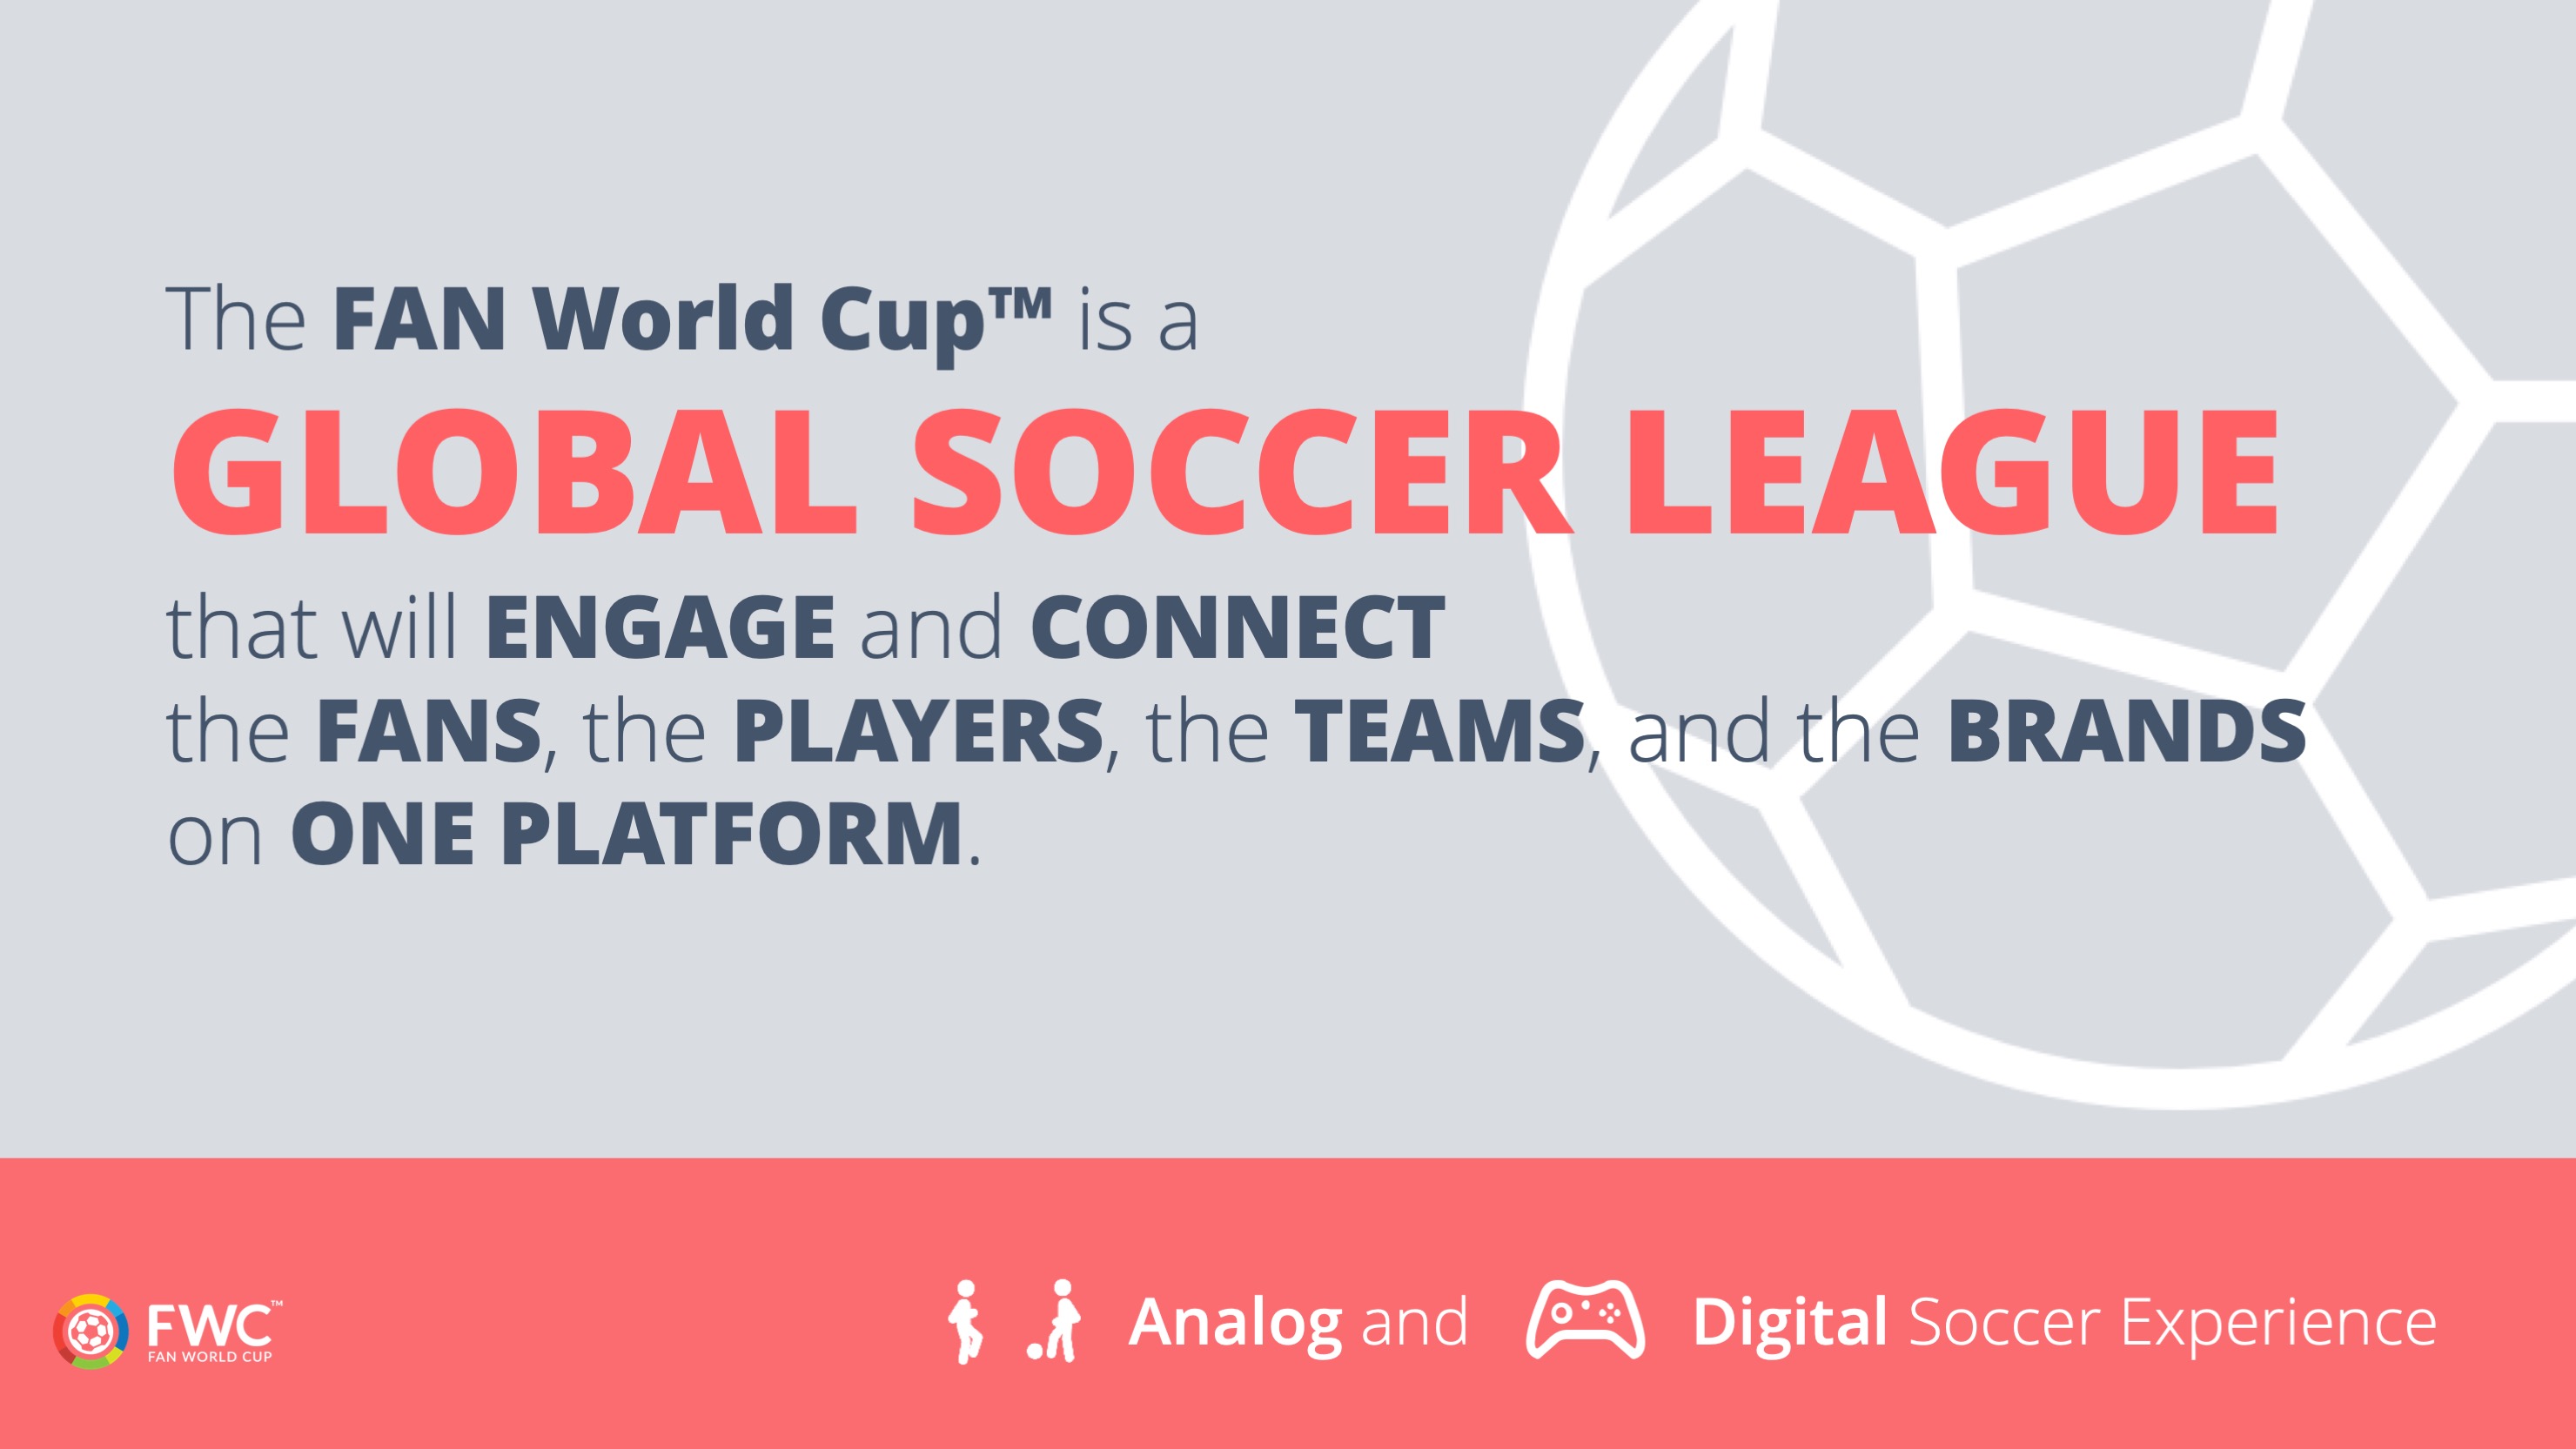 The FAN World Cup™ is a
GLOBAL SOCCER LEAGUE
that will ENGAGE and CONNECT
the FANS, the PLAYERS, the TEAMS, and the BRANDS
on ONE PLATFORM.
FWC™
FAN WORLD CUP
Analog and Digital Soccer Experience